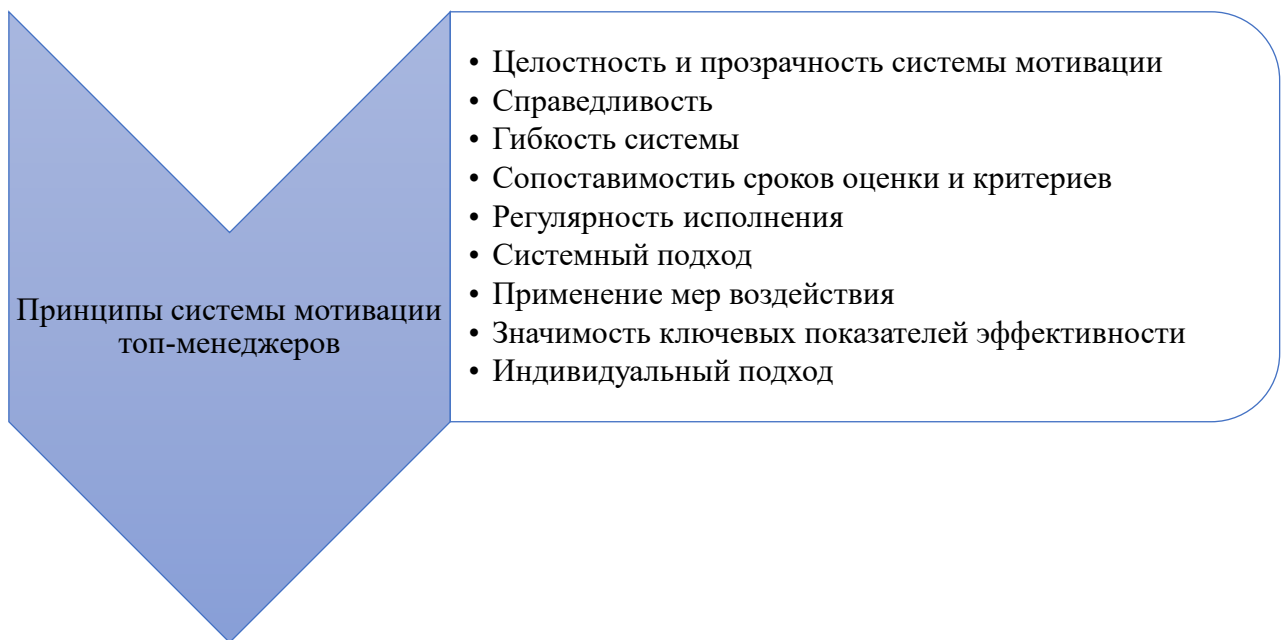 Принципы системы мотивации
топ-менеджеров
• Целостность и прозрачность системы мотивации
• Справедливость
• Гибкость системы
• Сопоставимостиь сроков оценки и критериев
• Регулярность исполнения
• Системный подход
• Применение мер воздействия
• Значимость ключевых показателей эффективности
• Индивидуальный подход